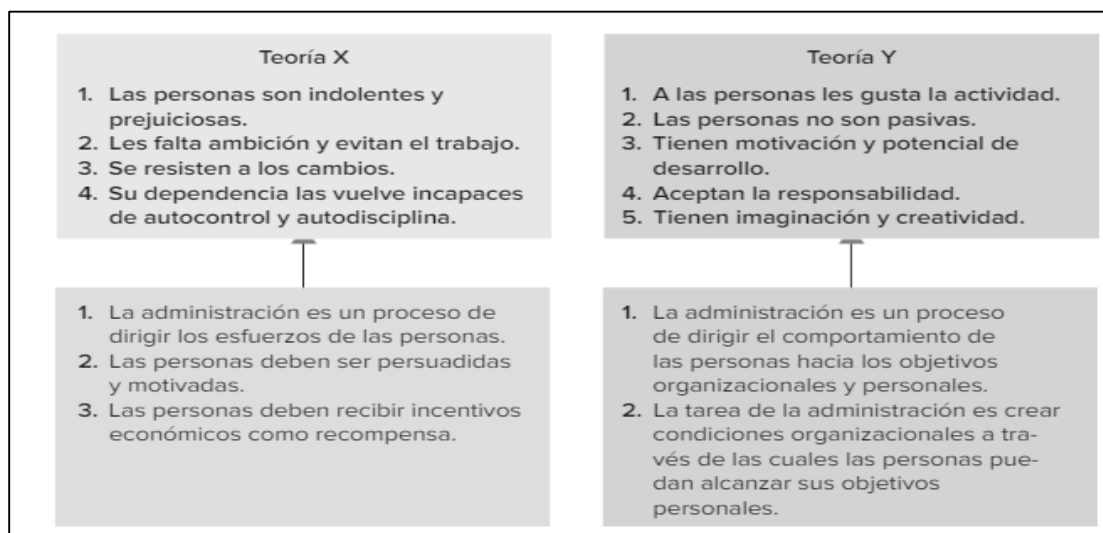 Teoría X
1. Las personas son indolentes y
prejuiciosas.
2. Les falta ambición y evitan el trabajo.
3. Se resisten a los cambios.
4. Su dependencia las vuelve incapaces
de autocontrol y autodisciplina.
1. La administración es un proceso de
dirigir los esfuerzos de las personas.
2. Las personas deben ser persuadidas
y motivadas.
3. Las personas deben recibir incentivos
económicos como recompensa.
Teoría Y
1. A las personas les gusta la actividad.
2. Las personas no son pasivas.
3. Tienen motivación y potencial de
desarrollo.
4. Aceptan la responsabilidad.
5. Tienen imaginación y creatividad.
1. La administración es un proceso
de dirigir el comportamiento de
las personas hacia los objetivos
organizacionales y personales.
2. La tarea de la administración es crear
condiciones organizacionales a tra-
vés de las cuales las personas pue-
dan alcanzar sus objetivos
personales.